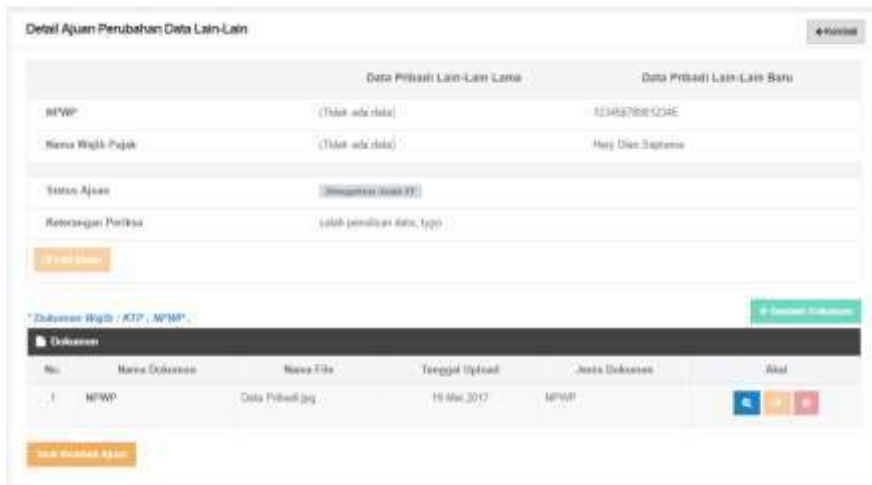 Detail Ajuan Perubahan Data Lain-Lain
Kembali
Data Pribadi Lain-Lain Lama Data Pribadi Lain-Lain Baru
NPWP (Tidak ada data)
Nama Wajib Pajak (Tidak ada data) Hery Dian Septama
Status Ajuan
Keterangan Periksa salah penulisan data, typo
* Dokumen Wajib : KTP , NPWP .
Dokumen
No. Nama Dokumen Nama File Tanggal Upload Jenis Dokumen Aksi
1 NPWP Data Pribadi.jpg 19 Mei 2017 NPWP